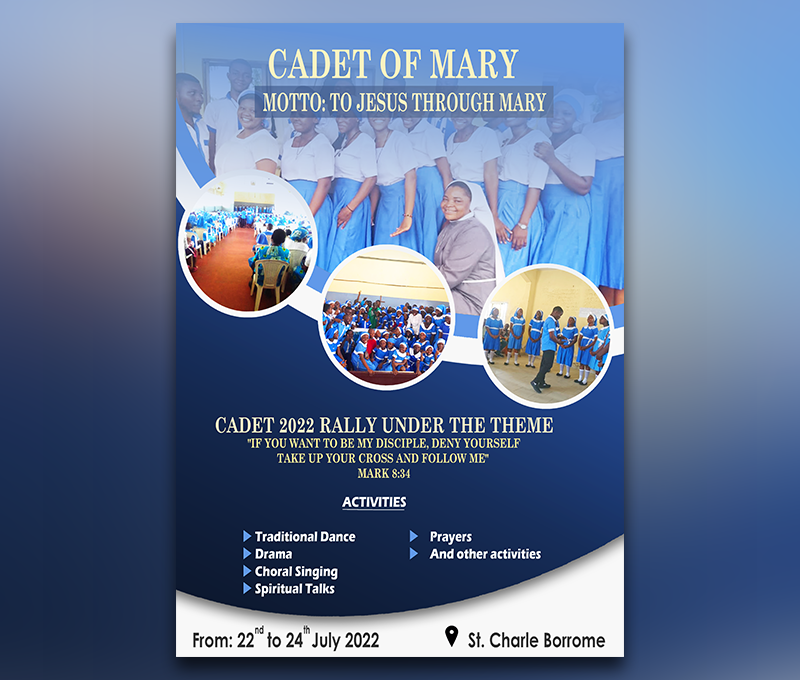 CADET OF MARY
MOTTO: TO JESUS THROUGH MARY
CADET 2022 RALLY UNDER THE THEME
"IF YOU WANT TO BE MY DISCIPLE, DENY YOURSELF
TAKE UP YOUR CROSS AND FOLLOW ME"
MARK 8:34
ACTIVITIES
Traditional Dance
Drama
Choral Singing
Spiritual Talks
Prayers
And other activities
From: 22nd to 24th July 2022
St. Charle Borrome